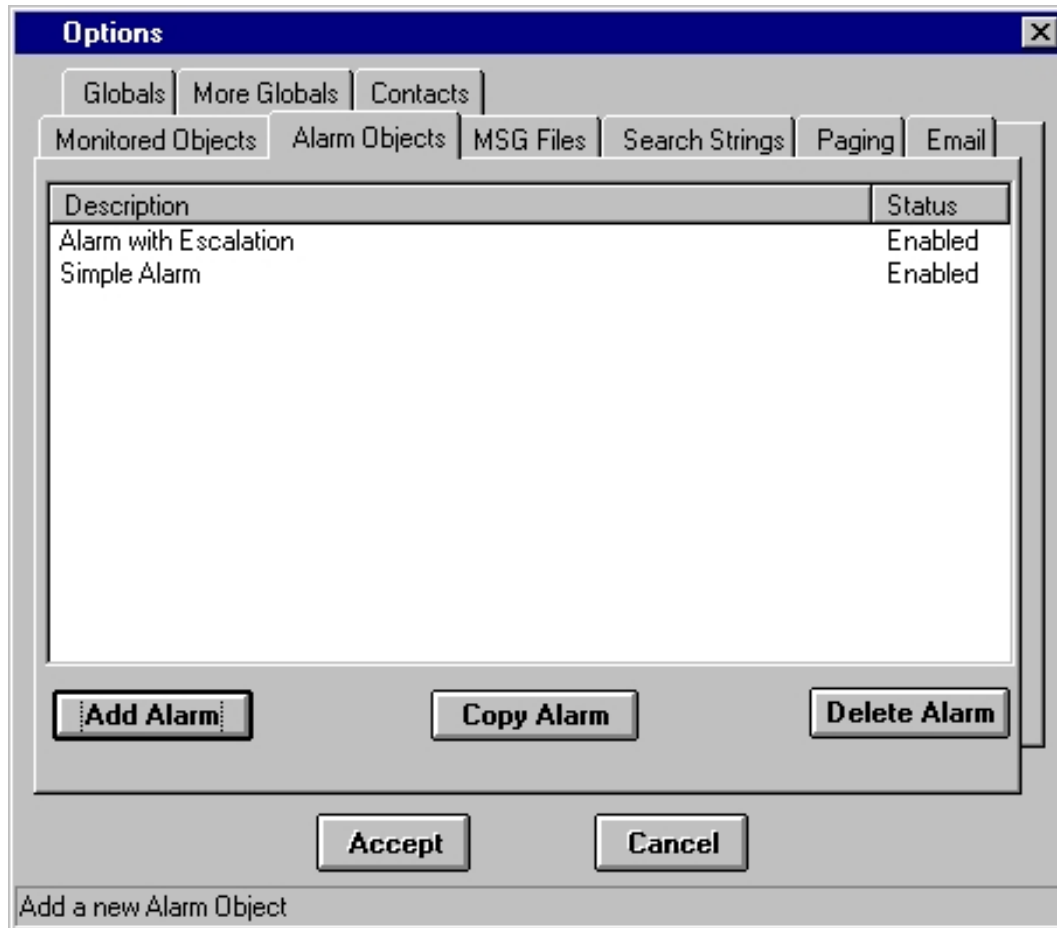 Options
Globals More Globals Contacts
Monitored Objects Alarm Objects MSG Files Search Strings Paging Email
Description Status
Alarm with Escalation Enabled
Simple Alarm Enabled
Add Alarm Copy Alarm Delete Alarm
Accept Cancel
Add a new Alarm Object